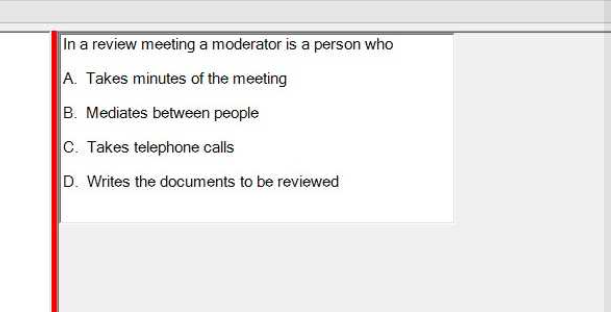 In a review meeting a moderator is a person who
A. Takes minutes of the meeting
B. Mediates between people
C. Takes telephone calls
D. Writes the documents to be reviewed